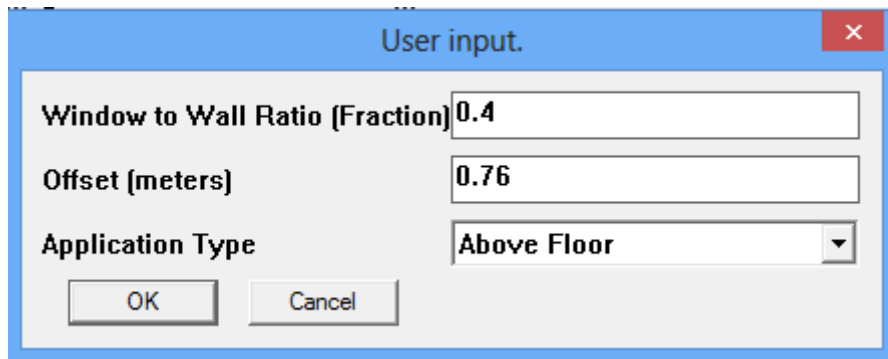 User input.
Window to Wall Ratio (Fraction) 0.4
Offset (meters) 0.76
Application Type Above Floor
OK Cancel